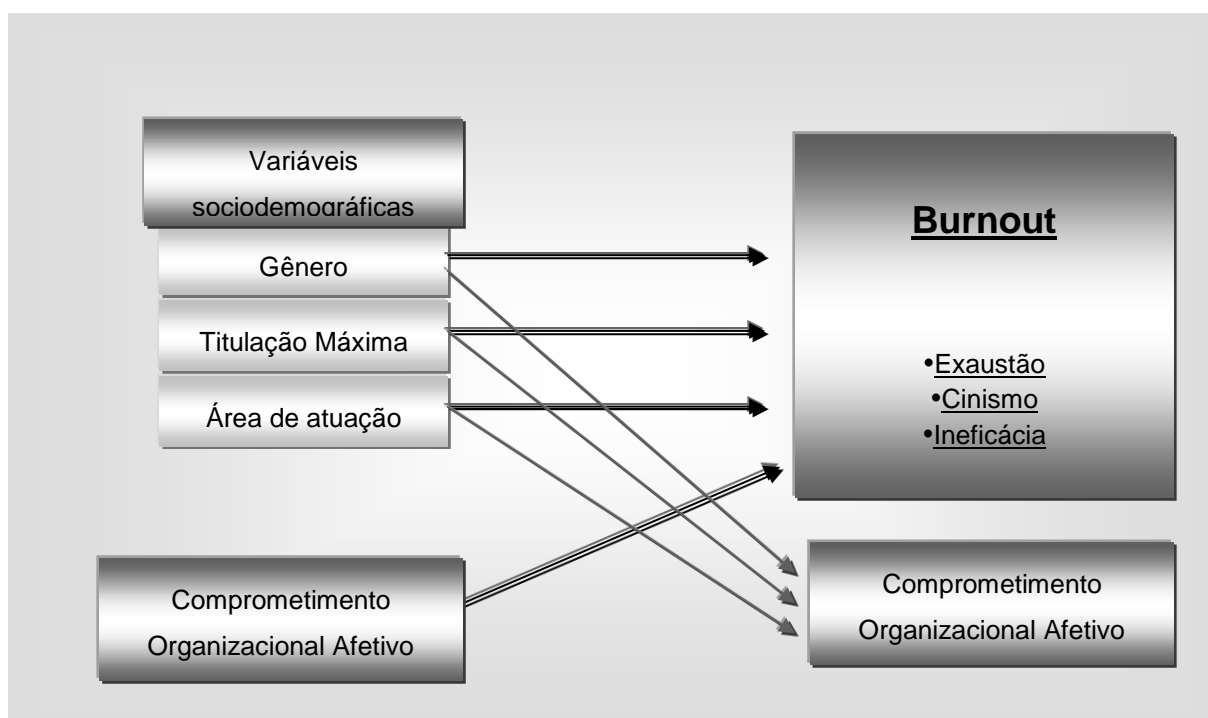 Variáveis
sociodemográficas
Gênero
Titulação Máxima
Área de atuação
Comprometimento
Organizacional Afetivo
Burnout
•Exaustão
•Cinismo
•Ineficácia
Comprometimento
Organizacional Afetivo